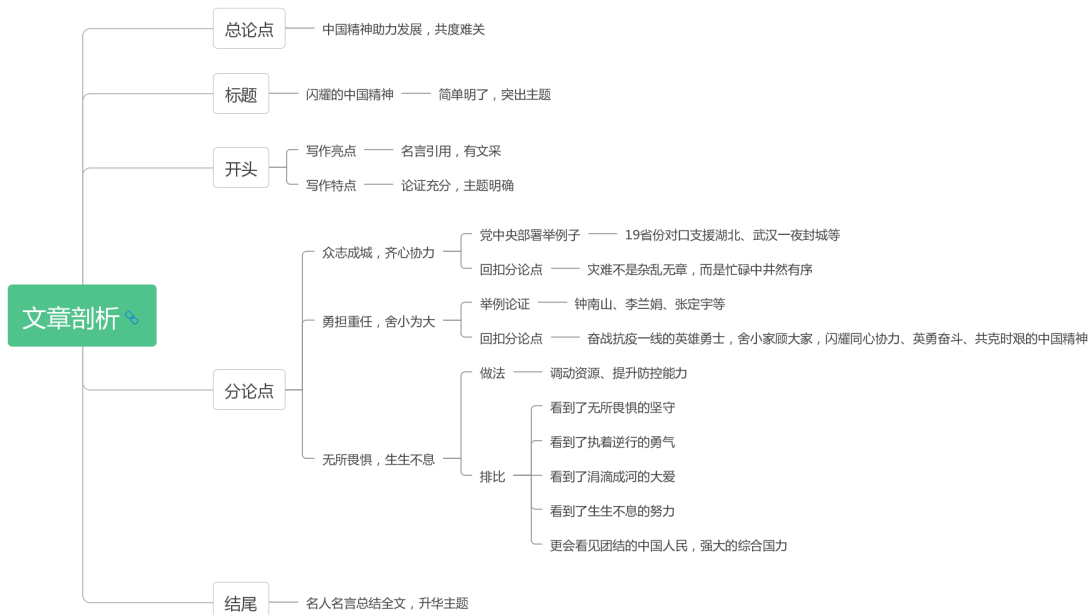 总论点
中国精神助力发展，共度难关
标题
闪耀的中国精神
简单明了，突出主题
开头
写作亮点
名言引用，有文采
写作特点
论证充分，主题明确
文章剖析
分论点
众志成城，齐心协力
党中央部署举例子
19省份对口支援湖北、武汉一夜封城等
回扣分论点
灾难不是杂乱无章，而是忙碌中井然有序
勇担重任，舍小为大
举例论证
钟南山、李兰娟、张定宇等
回扣分论点
奋战抗疫一线的英雄勇士，舍小家顾大家，闪耀同心协力、英勇奋斗、共克时艰的中国精神
无所畏惧，生生不息
做法
调动资源、提升防控能力
排比
看到了无所畏惧的坚守
看到了执着逆行的勇气
看到了涓滴成河的大爱
看到了生生不息的努力
更会看见团结的中国人民，强大的综合国力
结尾
名人名言总结全文，升华主题